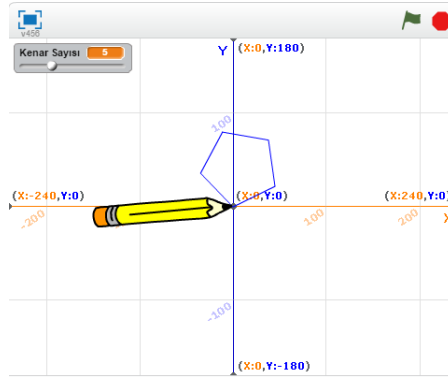 v456
Kenar Sayısı 5
Y (X:0,Y:180)
100
(X:-240,Y:0) (X:0,Y:0) (X:240,Y:0)
-200 100 200 X
-100
(X:0,Y:-180)